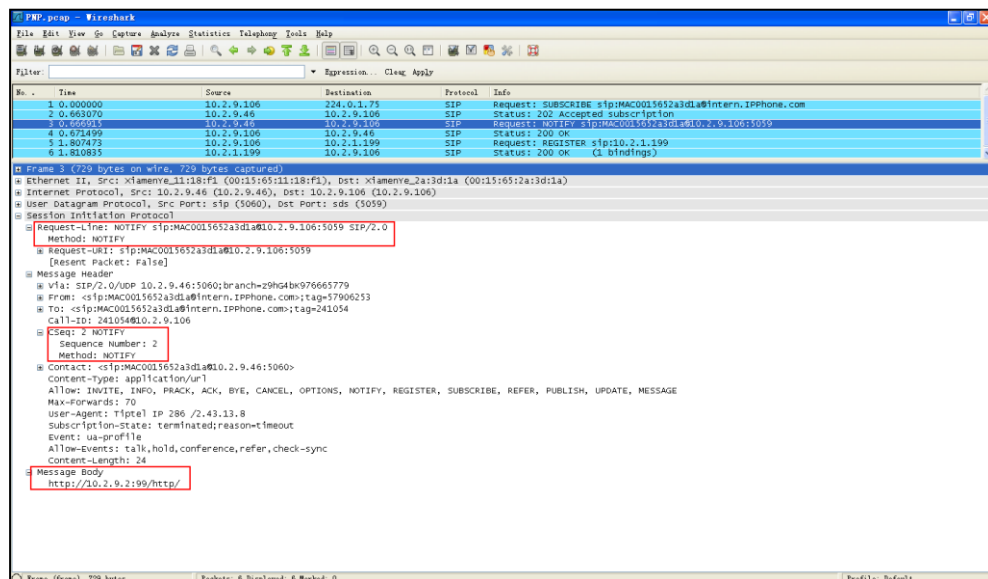 PNP.pcap - Wireshark
File Edit View Go Capture Analyze Statistics Telephony Tools Help
Filter: Expression... Clear Apply
No. . Time Source Destination Protocol Info
1 0.000000 10.2.9.106 224.0.1.75 SIP Request: SUBSCRIBE sip:MAC0015652a3d1a@intern.IPPhone.com
2 0.663070 10.2.9.46 10.2.9.106 SIP Status: 202 Accepted subscription
3 0.666915 10.2.9.46 10.2.9.106 SIP Request: NOTIFY sip:MAC0015652a3d1a@10.2.9.106:5059
4 0.671499 10.2.9.106 10.2.9.46 SIP Status: 200 OK
5 1.807473 10.2.9.106 10.2.1.199 SIP Request: REGISTER sip:10.2.1.199
6 1.810835 10.2.1.199 10.2.9.106 SIP Status: 200 OK (1 bindings)
Frame 3 (729 bytes on wire, 729 bytes captured)
Ethernet II, Src: XiamenYe_11:18:f1 (00:15:65:11:18:f1), Dst: XiamenYe_2a:3d:1a (00:15:65:2a:3d:1a)
Internet Protocol, Src: 10.2.9.46 (10.2.9.46), Dst: 10.2.9.106 (10.2.9.106)
User Datagram Protocol, Src Port: sip (5060), Dst Port: sds (5059)
Session Initiation Protocol
Request-Line: NOTIFY sip:MAC0015652a3d1a@10.2.9.106:5059 SIP/2.0
Method: NOTIFY
Request-URI: sip:MAC0015652a3d1a@10.2.9.106:5059
[Resent Packet: False]
Message Header
Via: SIP/2.0/UDP 10.2.9.46:5060;branch=z9hG4bK976665779
From: <sip:MAC0015652a3d1a@intern.IPPhone.com>;tag=57906253
To: <sip:MAC0015652a3d1a@intern.IPPhone.com>;tag=241054
Call-ID: 241054@10.2.9.106
CSeq: 2 NOTIFY
Sequence Number: 2
Method: NOTIFY
Contact: <sip:MAC0015652a3d1a@10.2.9.46:5060>
Content-Type: application/url
Allow: INVITE, INFO, PRACK, ACK, BYE, CANCEL, OPTIONS, NOTIFY, REGISTER, SUBSCRIBE, REFER, PUBLISH, UPDATE, MESSAGE
Max-Forwards: 70
User-Agent: Tiptel IP 286 /2.43.13.8
Subscription-State: terminated;reason=timeout
Event: ua-profile
Allow-Events: talk,hold,conference,refer,check-sync
Content-Length: 24
Message Body
http://10.2.9.2:99/http/
Frame (frame), 729 bytes Packets: 6 Displayed: 6 Marked: 0 Profile: Default